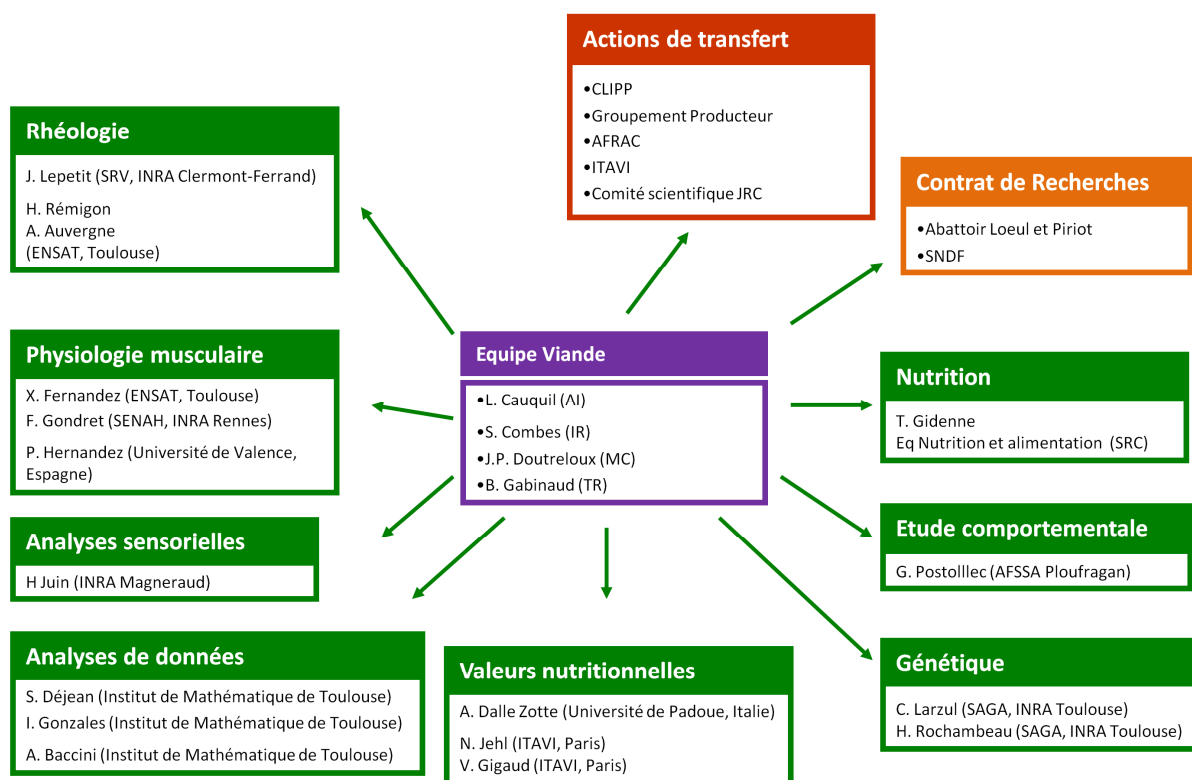 Actions de transfert
•CLIPP
•Groupement Producteur
•AFRAC
•ITAVI
•Comité scientifique JRC
Rhéologie
J. Lepetit (SRV, INRA Clermont-Ferrand)
H. Rémigon
A. Auvergne
(ENSAT, Toulouse)
Contrat de Recherches
•Abattoir Loeul et Piriot
•SNDF
Physiologie musculaire
X. Fernandez (ENSAT, Toulouse)
F. Gondret (SENAH, INRA Rennes)
P. Hernandez (Université de Valence,
Espagne)
Equipe Viande
•L. Cauquil (AI)
•S. Combes (IR)
•J.P. Doutreloux (MC)
•B. Gabinaud (TR)
Nutrition
T. Gidenne
Eq Nutrition et alimentation (SRC)
Analyses sensorielles
H Juin (INRA Magneraud)
Etude comportementale
G. Postolllec (AFSSA Ploufragan)
Analyses de données
S. Déjean (Institut de Mathématique de Toulouse)
I. Gonzales (Institut de Mathématique de Toulouse)
A. Baccini (Institut de Mathématique de Toulouse)
Valeurs nutritionnelles
A. Dalle Zotte (Université de Padoue, Italie)
N. Jehl (ITAVI, Paris)
V. Gigaud (ITAVI, Paris)
Génétique
C. Larzul (SAGA, INRA Toulouse)
H. Rochambeau (SAGA, INRA Toulouse)